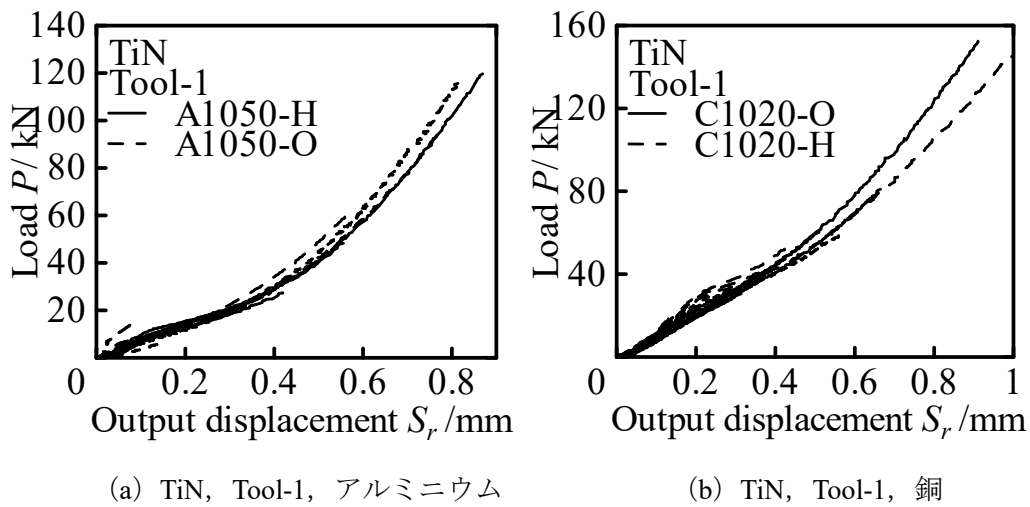 140
120
100
80
60
40
20
0
0.2
0.4
0.6
0.8
Load P / kN
TiN
Tool-1
A1050-H
A1050-O
Output displacement Sr /mm
(a) TiN, Tool-1, アルミニウム
160
120
80
40
0
0.2
0.4
0.6
0.8
1
Load P / kN
TiN
Tool-1
C1020-O
C1020-H
Output displacement Sr /mm
(b) TiN, Tool-1, 銅